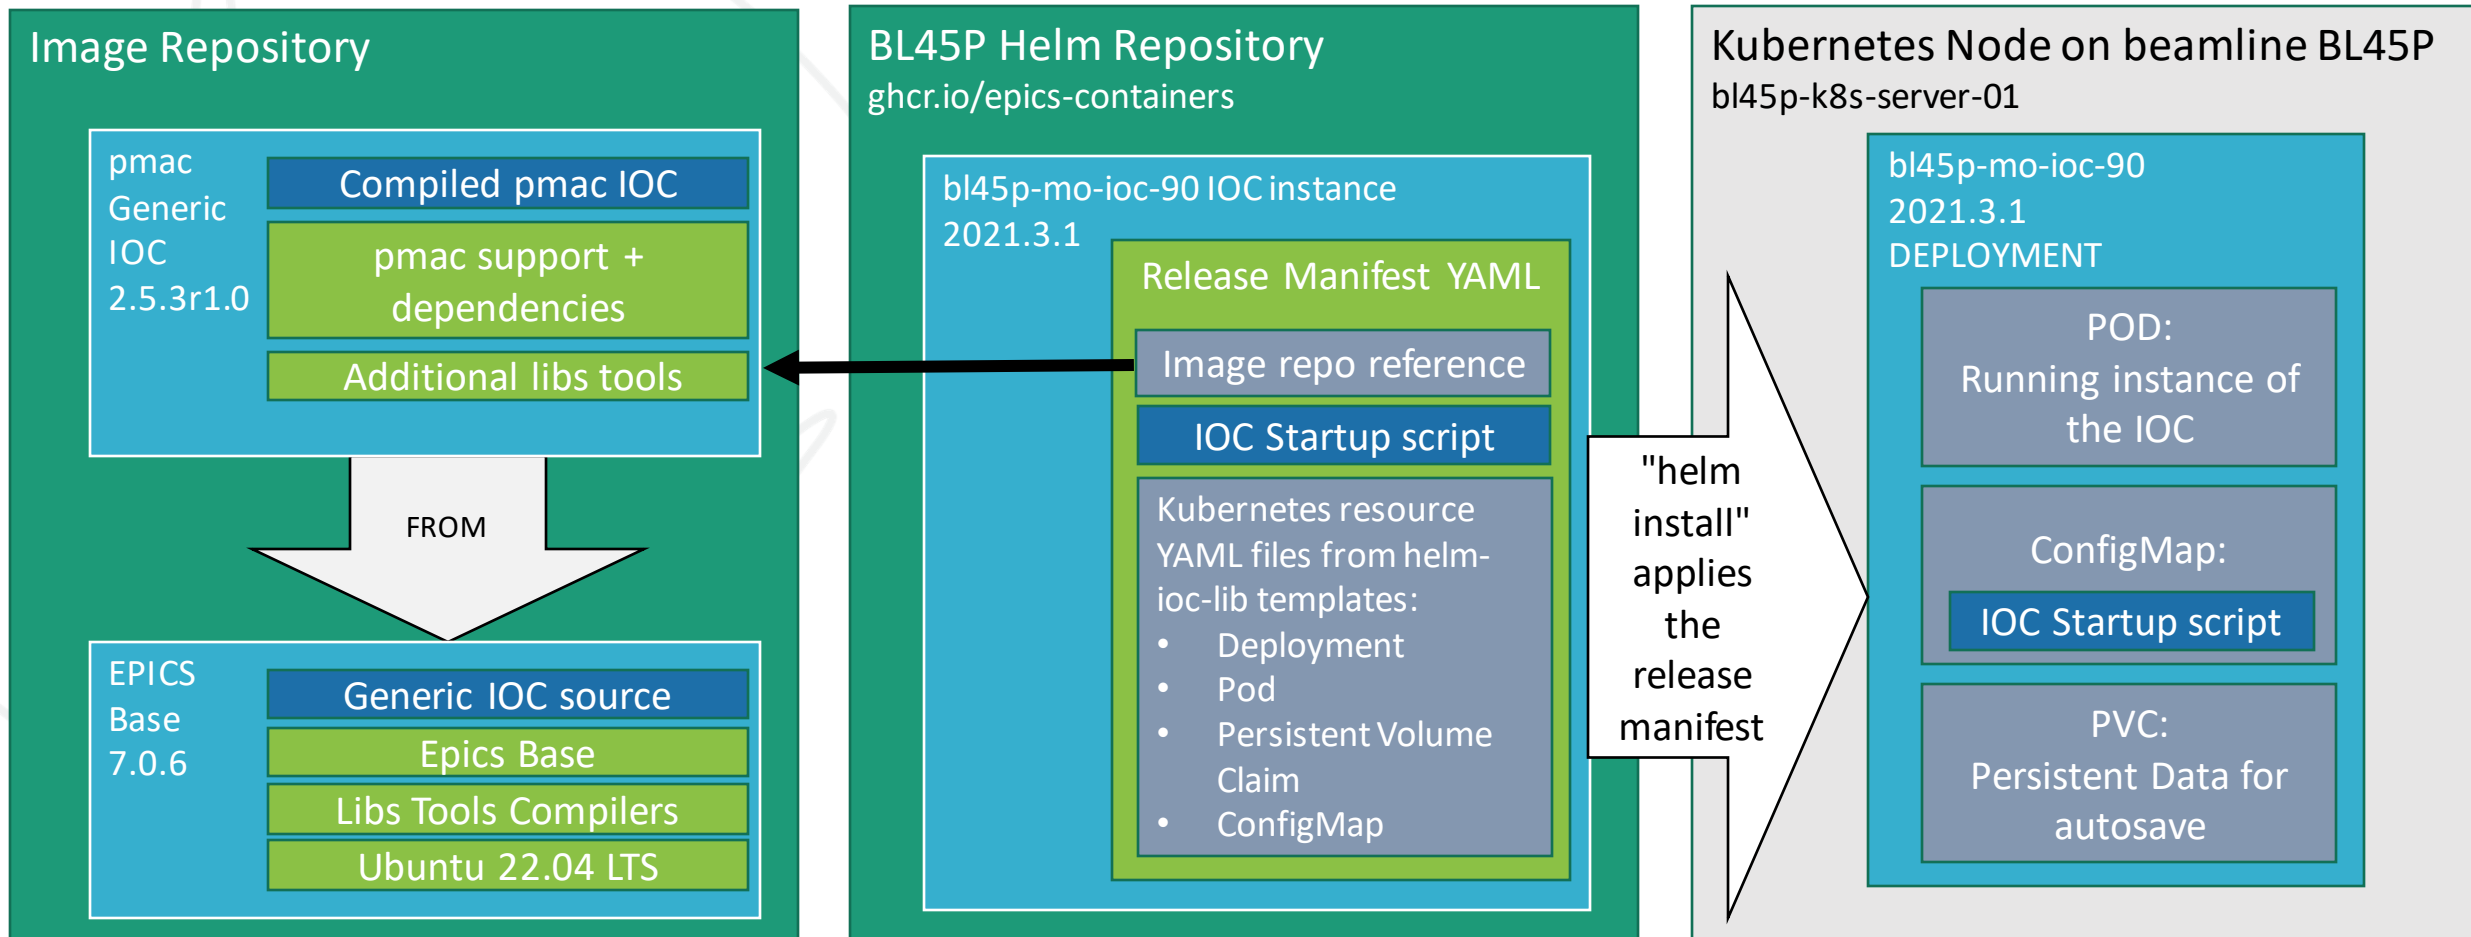 Image Repository
pmac
Generic
IOC
2.5.3r1.0
Compiled pmac IOC
pmac support +
dependencies
Additional libs tools
FROM
EPICS
Base
7.0.6
Generic IOC source
Epics Base
Libs Tools Compilers
Ubuntu 22.04 LTS
BL45P Helm Repository
ghcr.io/epics-containers
bl45p-mo-ioc-90 IOC instance
2021.3.1
Release Manifest YAML
Image repo reference
IOC Startup script
Kubernetes resource
YAML files from helm-
ioc-lib templates:
• Deployment
• Pod
• Persistent Volume
Claim
• ConfigMap
"helm
install"
applies
the
release
manifest
Kubernetes Node on beamline BL45P
bl45p-k8s-server-01
bl45p-mo-ioc-90
2021.3.1
DEPLOYMENT
POD:
Running instance of
the IOC
ConfigMap:
IOC Startup script
PVC:
Persistent Data for
autosave